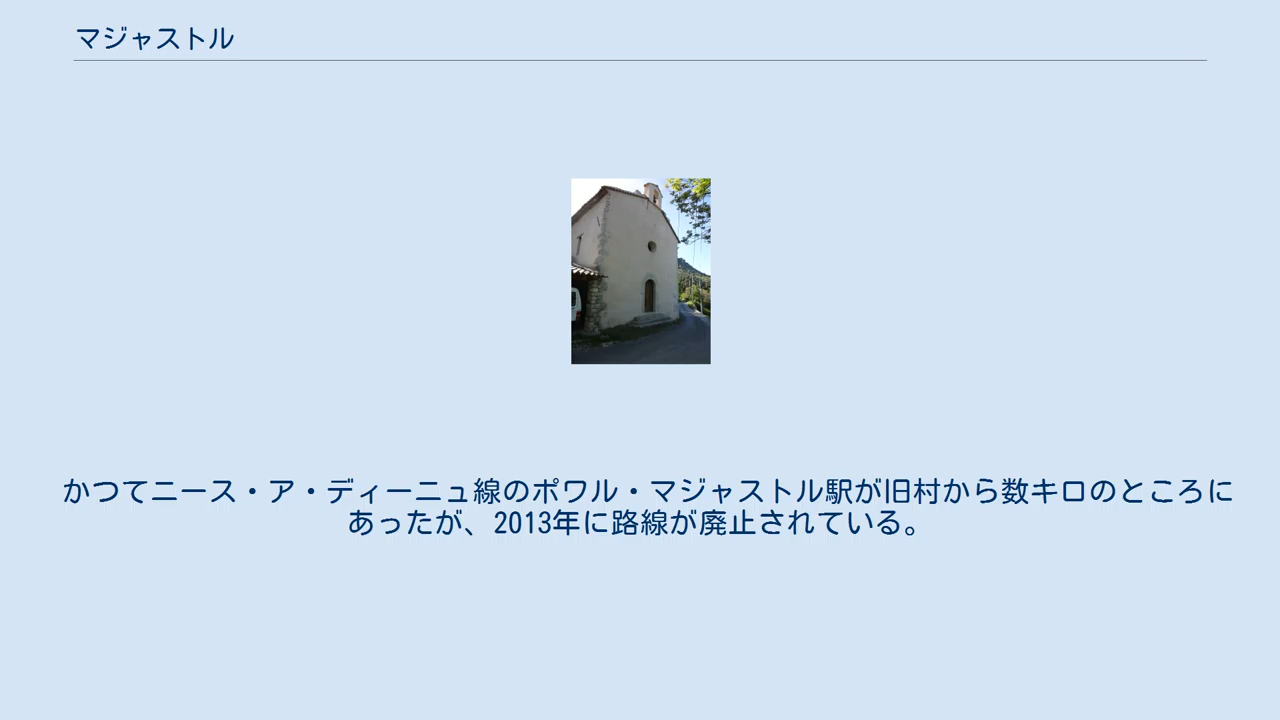 マジャストル
かつてニース・ア・ディーニュ線のポワル・マジャストル駅が旧村から数キロのところに
あったが、2013年に路線が廃止されている。